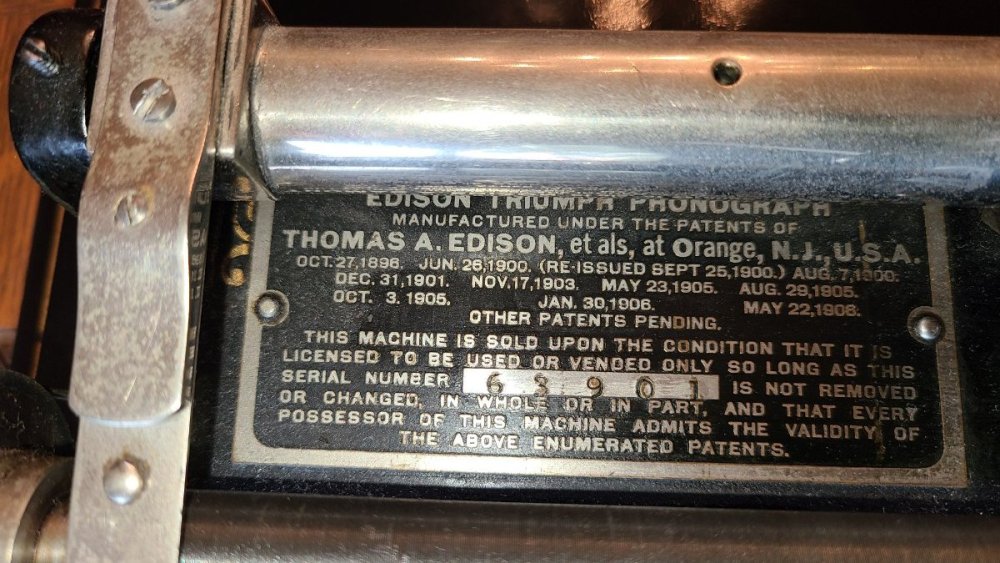 EDISON TRIUMPH PHONOGRAPH
MANUFACTURED UNDER THE PATENTS OF
THOMAS A. EDISON, et als, at Orange, N.J., U.S.A.
OCT. 27, 1896. JUN. 26, 1900. (RE-ISSUED SEPT 25, 1900.) AUG. 7, 1900.
DEC. 31, 1901. NOV. 17, 1903. MAY 23, 1905. AUG. 29, 1905.
OCT. 3. 1905. JAN. 30, 1906. MAY 22, 1906.
OTHER PATENTS PENDING.
THIS MACHINE IS SOLD UPON THE CONDITION THAT IT IS
LICENSED TO BE USED OR VENDED ONLY SO LONG AS THIS
SERIAL NUMBER 63901 IS NOT REMOVED
OR CHANGED, IN WHOLE OR IN PART, AND THAT EVERY
POSSESSOR OF THIS MACHINE ADMITS THE VALIDITY OF
THE ABOVE ENUMERATED PATENTS.